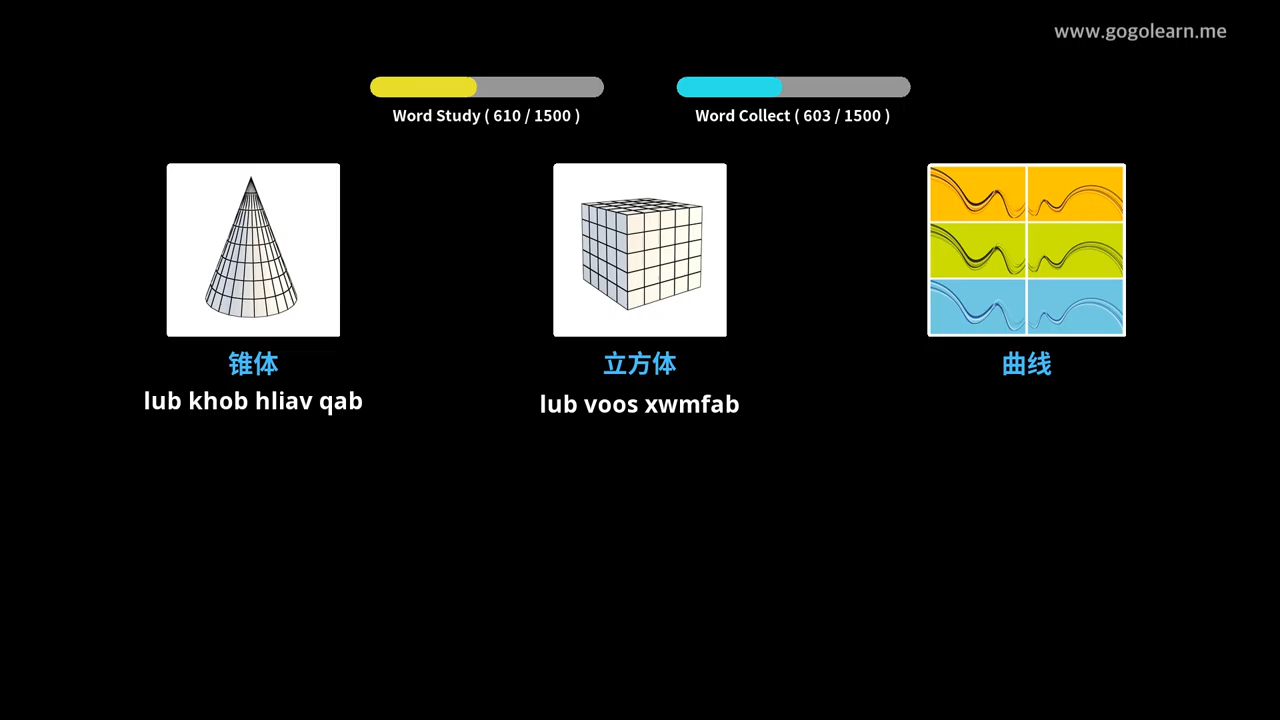 www.gogolearn.me
Word Study ( 610 / 1500 )
Word Collect ( 603 / 1500 )
锥体
立方体
曲线
lub khob hliav qab
lub voos xwmfab